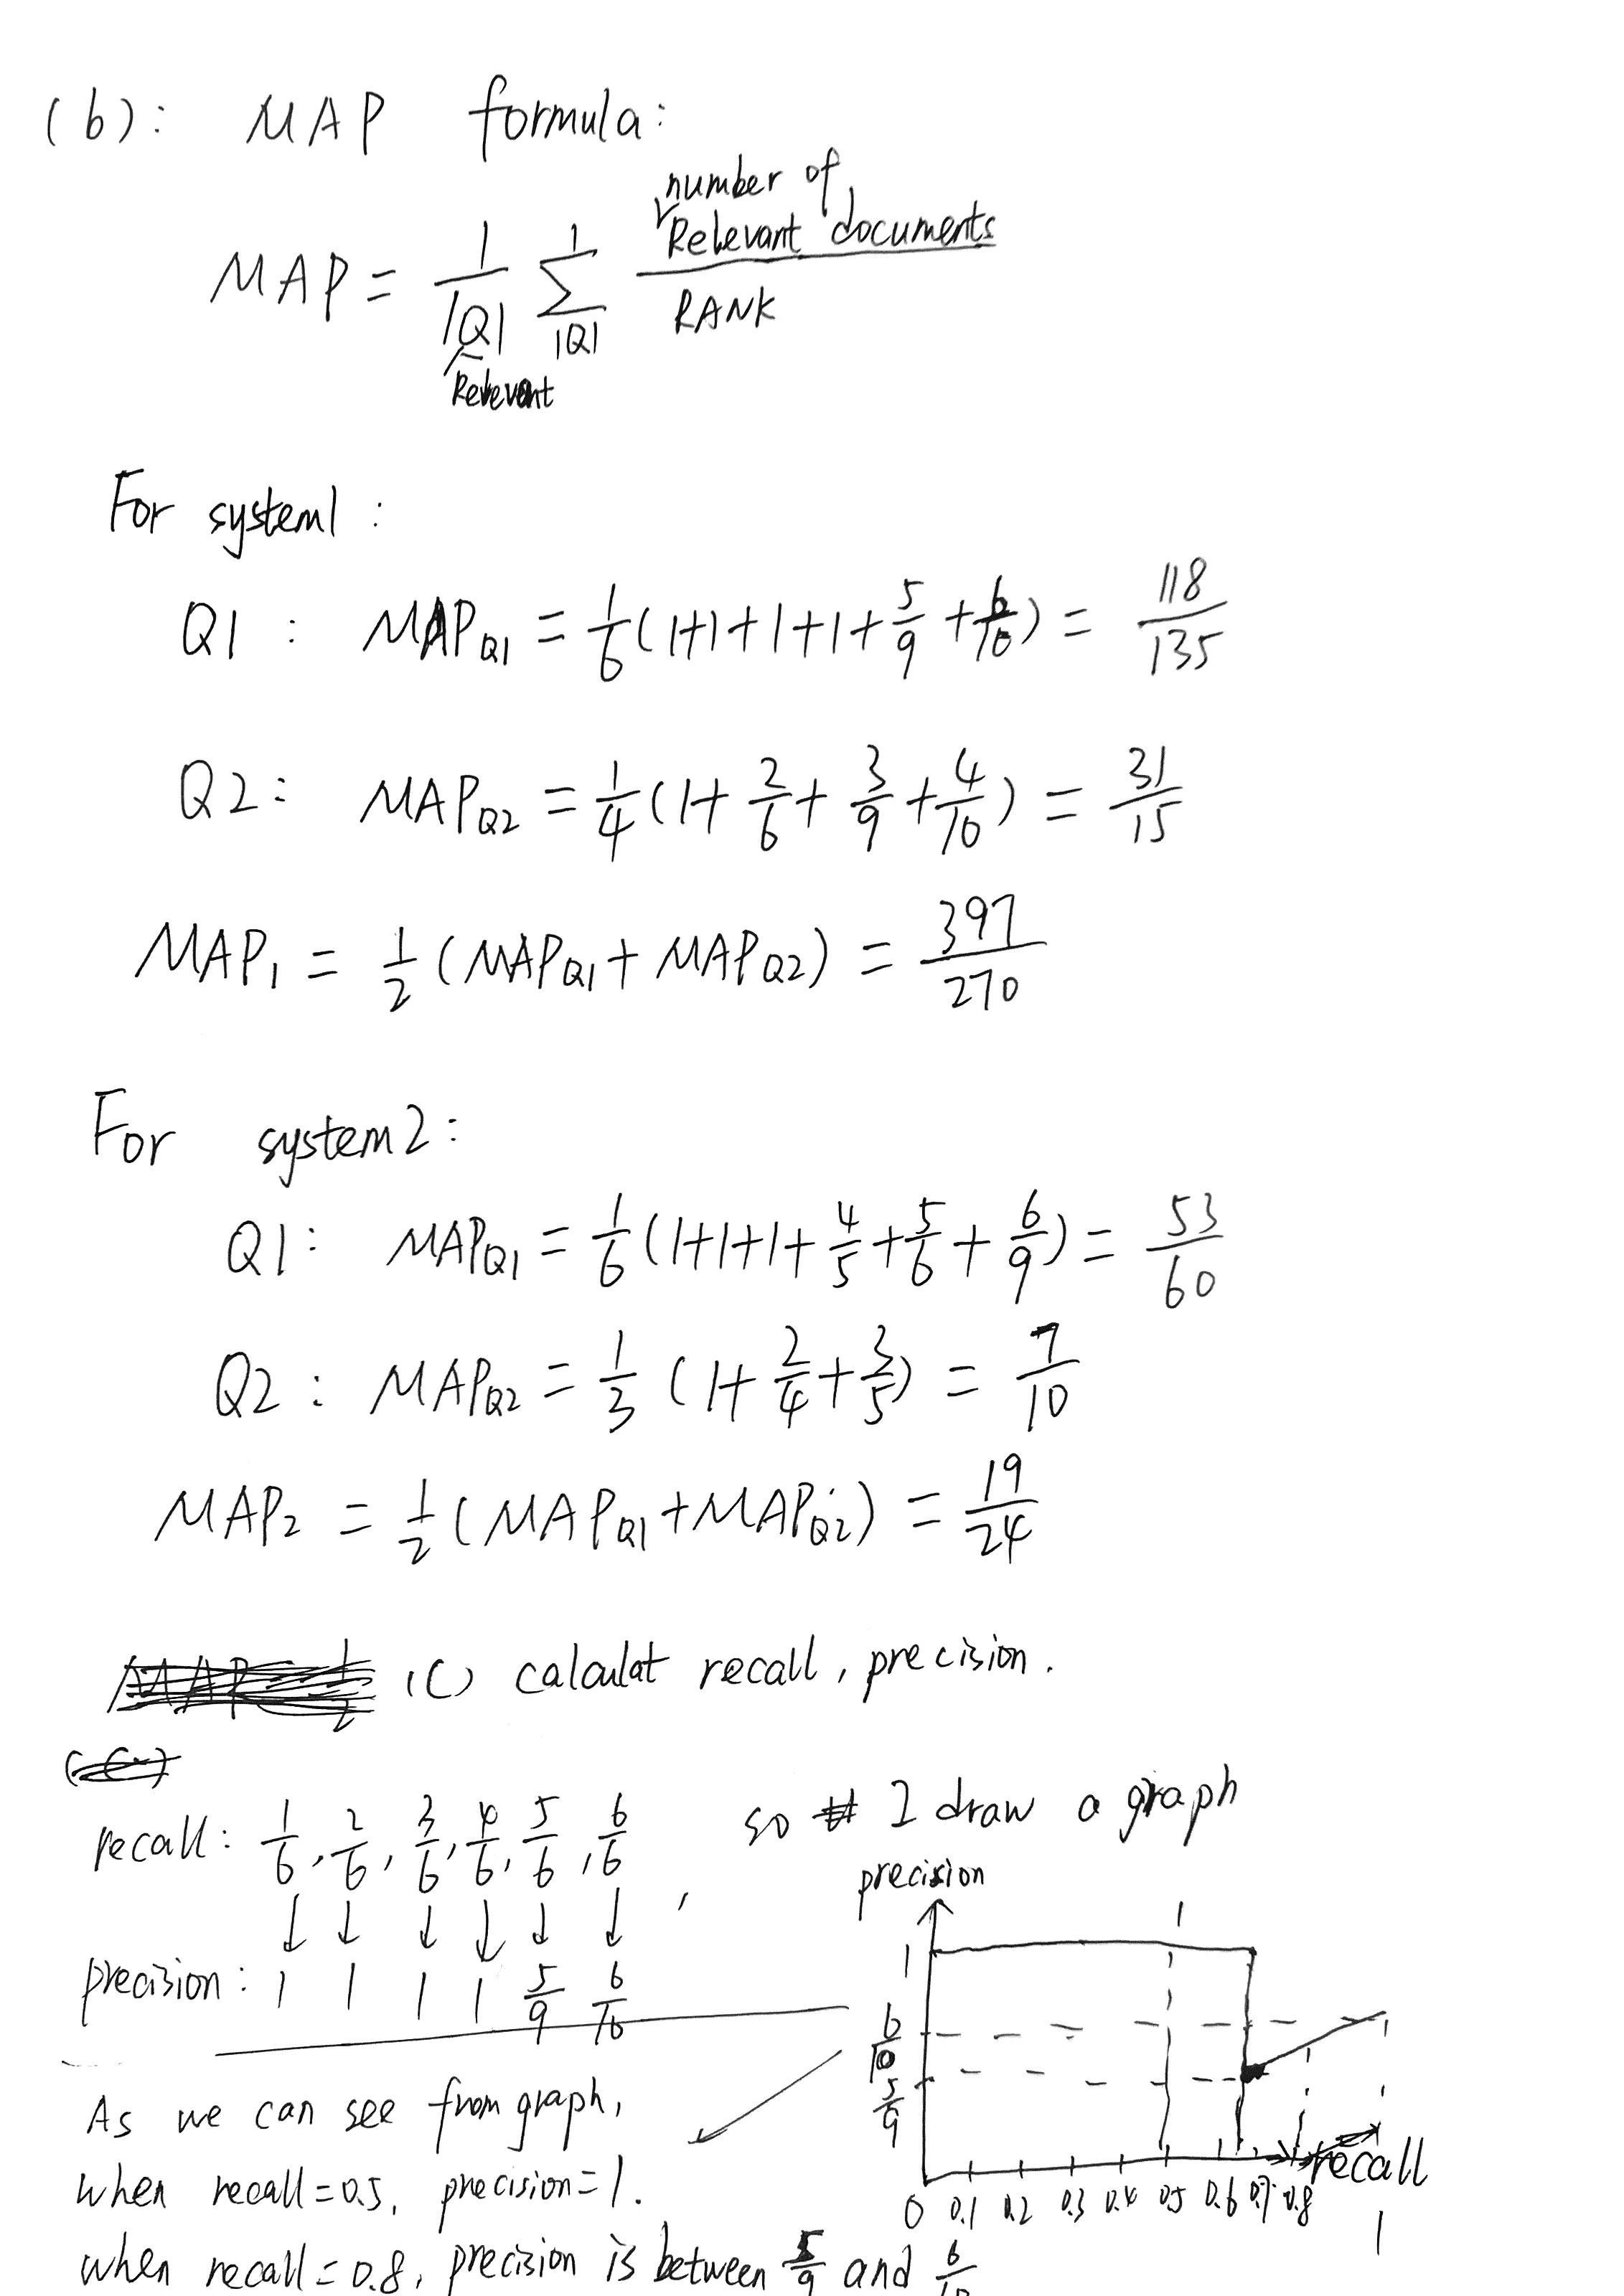 (b): MAP formula:
MAP = 1/|Q| Σ 1 |Q| number of Relevant documents / RANK
Relevant
For system1:
Q1: MAP_Q1 = 1/6 (1+1+1+1+5/9+6/10) = 118/135
Q2: MAP_Q2 = 1/4 (1+2/6+3/9+4/10) = 31/15
MAP_1 = 1/2 (MAP_Q1+MAP_Q2) = 397/270
For system2:
Q1: MAP_Q1 = 1/6 (1+1+1+4/5+5/6+6/9) = 53/60
Q2: MAP_Q2 = 1/3 (1+2/4+3/5) = 7/10
MAP_2 = 1/2 (MAP_Q1+MAP_Q2) = 19/24
(C) calculat recall, precision.
recall: 1/6, 2/6, 3/6, 4/6, 5/6, 6/6, so I draw a graph
↓ ↓ ↓ ↓ ↓ ↓
precision: 1 1 1 1 5/9 6/10
precision
1
6/10
5/9
0 0.1 0.2 0.3 0.4 0.5 0.6 0.7 0.8 1
recall
As we can see from graph,
when recall=0.5, precision=1.
when recall=0.8, precision is between 5/9 and 6/10